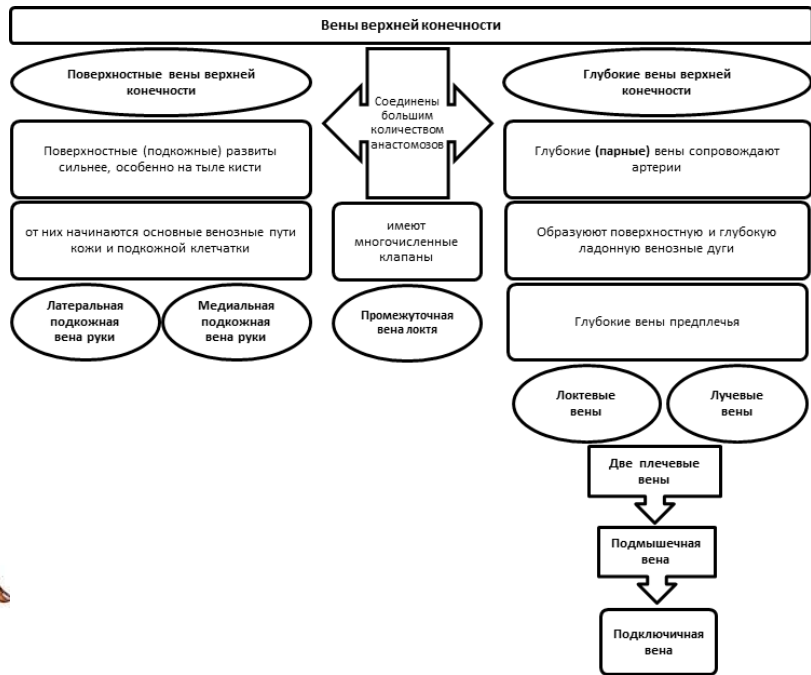 Вены верхней конечности
Поверхностные вены верхней
конечности
Соединены
большим
количеством
анастомозов
Глубокие вены верхней
конечности
Поверхностные (подкожные) развиты
сильнее, особенно на тыле кисти
Глубокие (парные) вены сопровождают
артерии
от них начинаются основные венозные пути
кожи и подкожной клетчатки
имеют
многочисленные
клапаны
Образуюют поверхностную и глубокую
ладонную венозные дуги
Латеральная
подкожная
вена руки
Медиальная
подкожная
вена руки
Промежуточная
вена локтя
Глубокие вены предплечья
Локтевые
вены
Лучевые
вены
Две плечевые
вены
Подмышечная
вена
Подключичная
вена